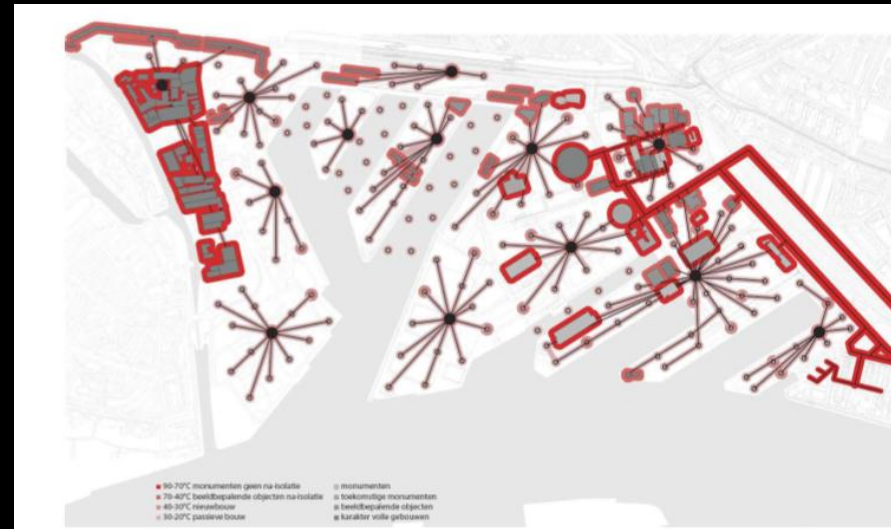 90-70°C monumenten geen na-isolatie
70-40°C beeldbepalende objecten na-isolatie
40-30°C nieuwbouw
30-20°C passieve bouw
monumenten
toekomstige monumenten
beeldbepalende objecten
karakter volle gebouwen